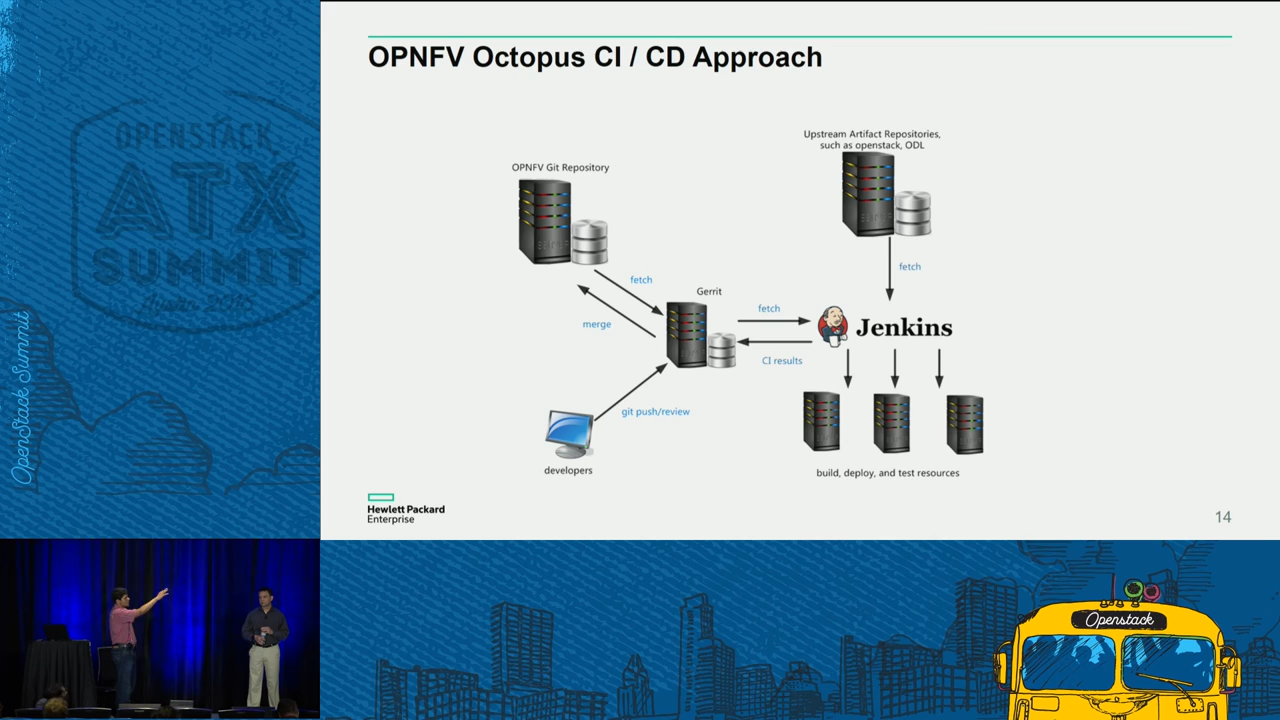 OPENSTACK
ATX
SUMMIT
Austin 2016
OpenStack Summit
OPNFV Octopus CI / CD Approach
Upstream Artifact Repositories,
such as openstack, ODL
OPNFV Git Repository
fetch
merge
Gerrit
fetch
CI results
fetch
Jenkins
git push/review
developers
build, deploy, and test resources
Hewlett Packard
Enterprise
14
Openstack